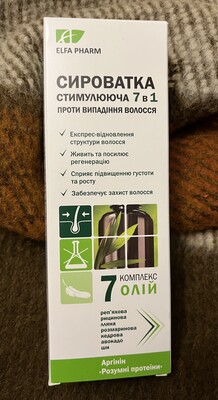 ELFA PHARM
СИРОВАТКА
СТИМУЛЮЮЧА 7 в 1
ПРОТИ ВИПАДІННЯ ВОЛОССЯ
Експрес-відновлення
структури волосся
Живить та посилює
регенерацію
Сприяє підвищенню густоти
та росту
Забезпечує захист волосся
7 КОМПЛЕКС
ОЛІЙ
реп'яхова
рицинова
лляна
розмаринова
кедрова
авокадо
ши
Аргінін
«Розумні протеїни»